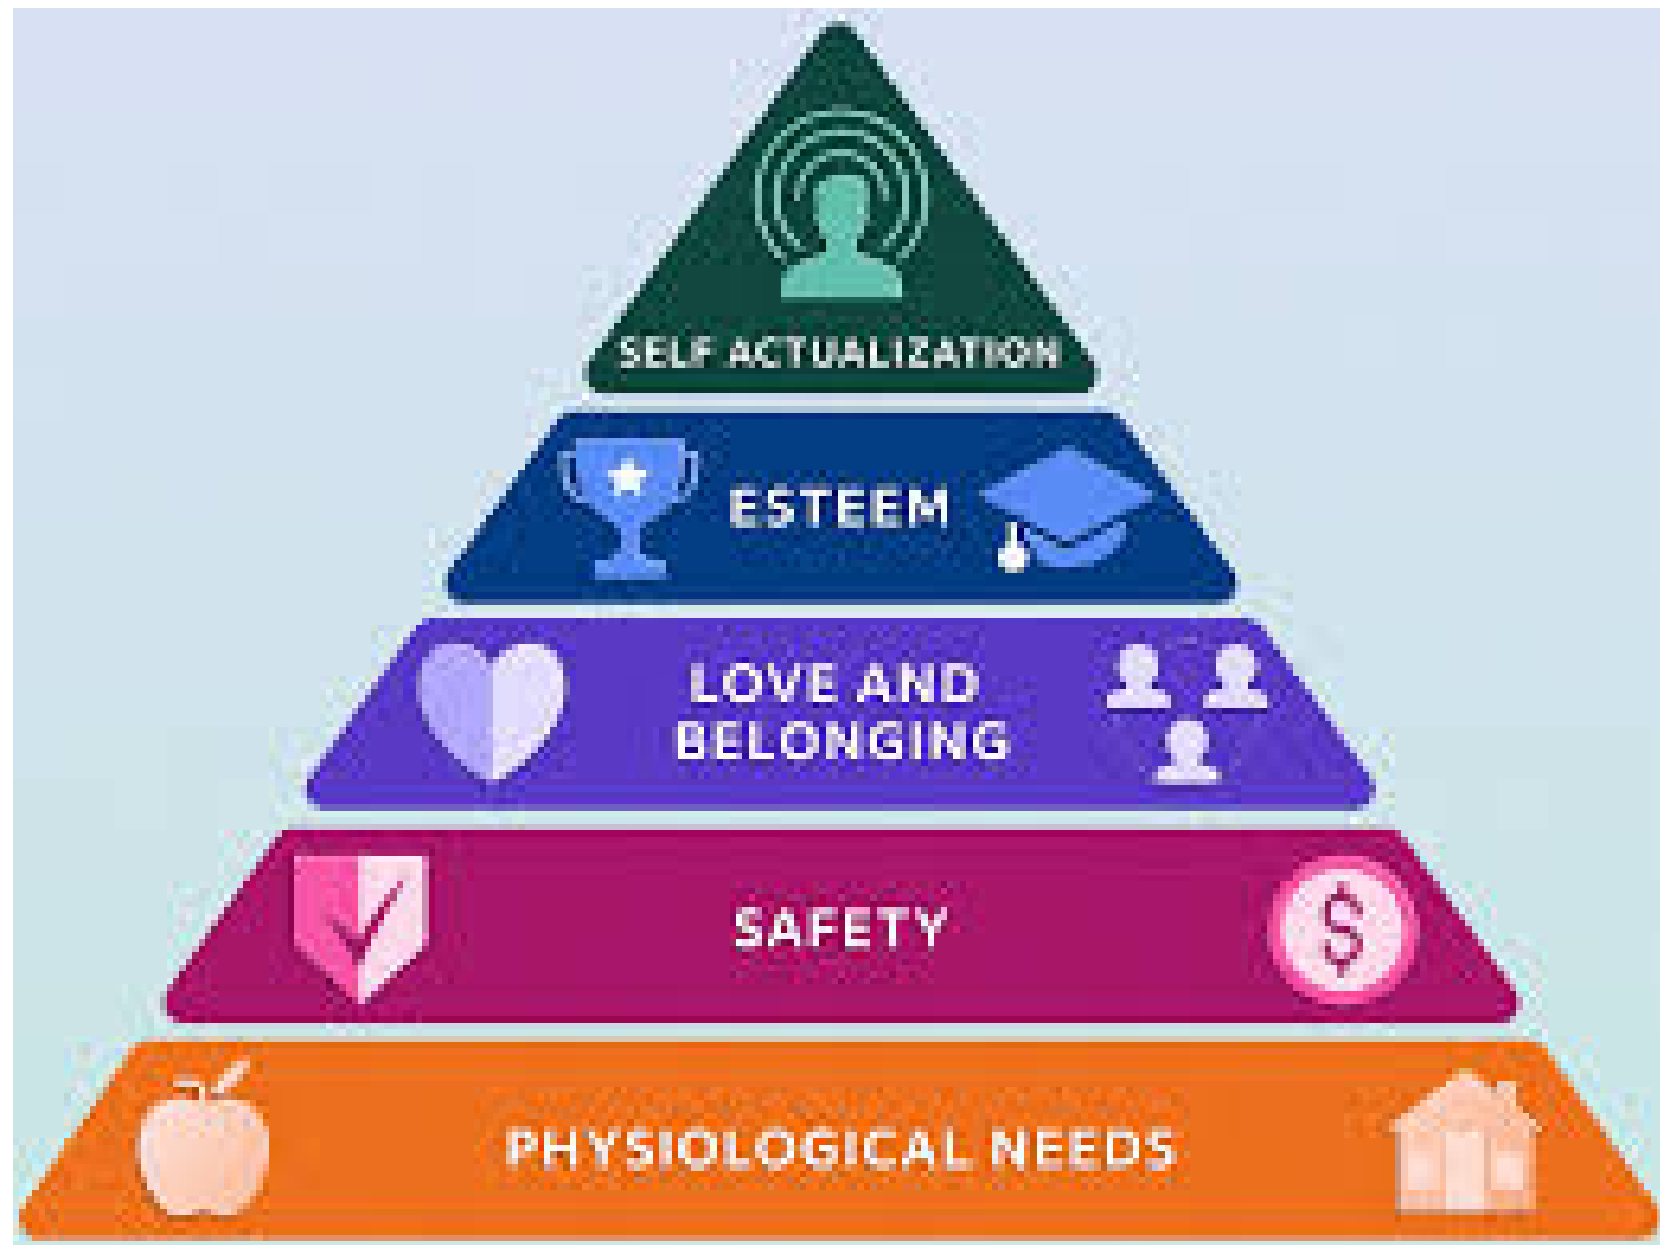 SELF ACTUALIZATION
ESTEEM
LOVE AND
BELONGING
SAFETY
$
PHYSIOLOGICAL NEEDS